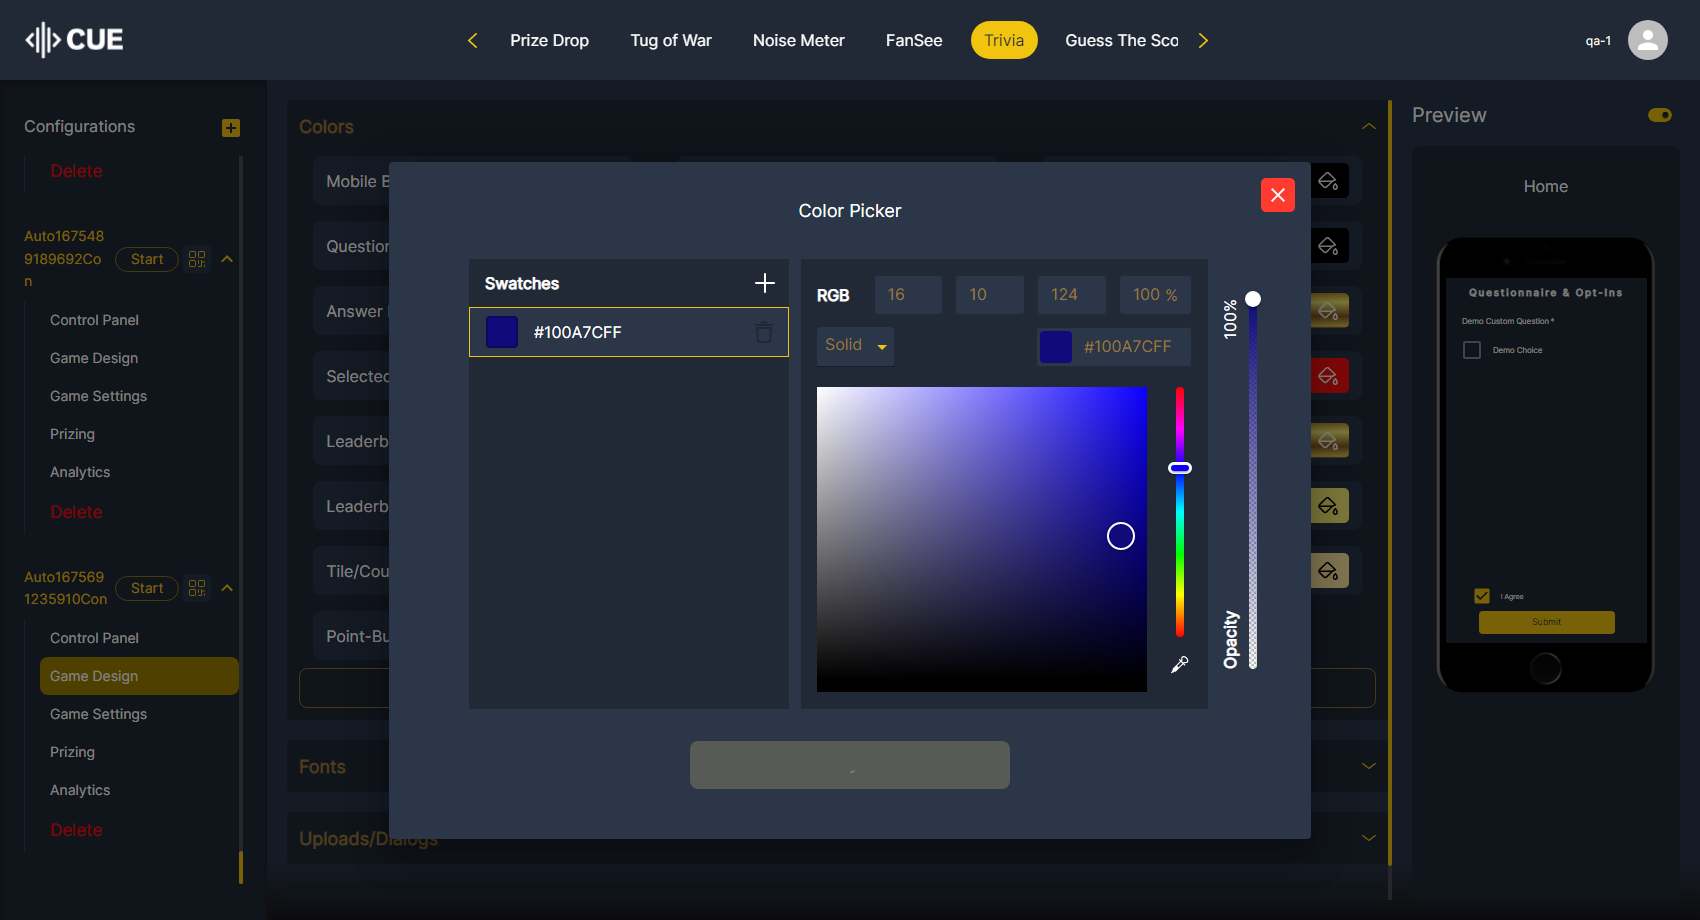 CUE
Prize Drop
Tug of War
Noise Meter
FanSee
Trivia
Guess The Sco
qa-1
Configurations
Delete
Auto167548
9189692Co
n
Start
Control Panel
Game Design
Game Settings
Prizing
Analytics
Delete
Auto167569
1235910Con
Start
Control Panel
Game Design
Game Settings
Prizing
Analytics
Delete
Colors
Mobile B
Question
Answer
Selected
Leaderb
Leaderb
Tile/Cou
Point-Bu
Fonts
Uploads/Dialogs
Color Picker
Swatches
#100A7CFF
RGB
16
10
124
100 %
Solid
#100A7CFF
100%
Opacity
Preview
Home
Questionnaire & Opt-Ins
Demo Custom Question *
Demo Choice
I Agree
Submit